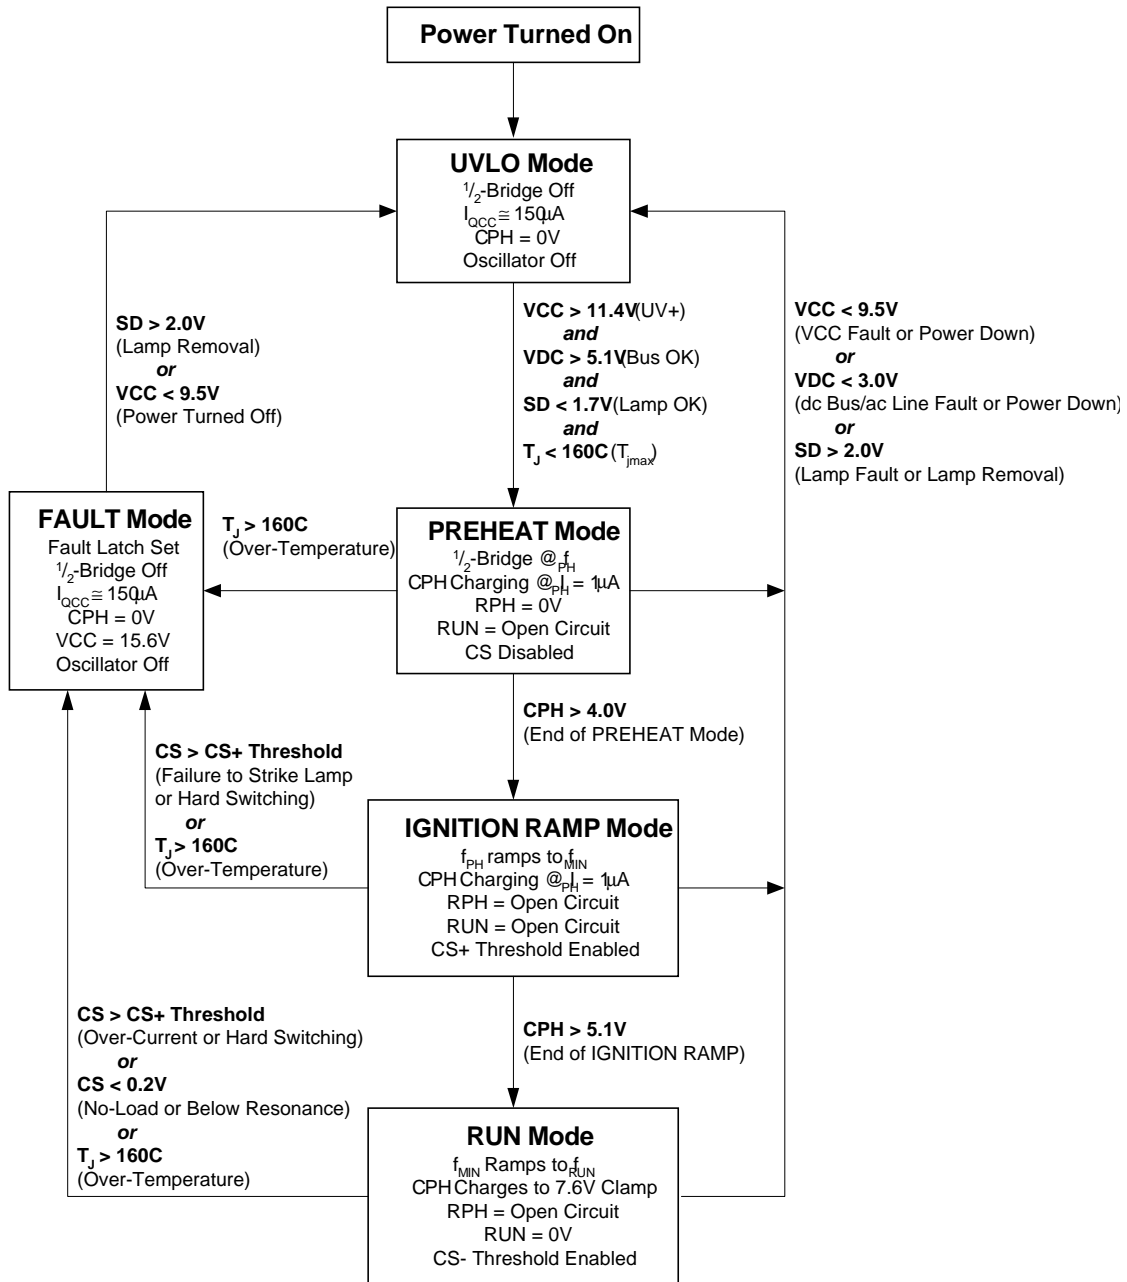 Power Turned On
UVLO Mode
1/2-Bridge Off
IQCC ≅ 150µA
CPH = 0V
Oscillator Off
SD > 2.0V
(Lamp Removal)
or
VCC < 9.5V
(Power Turned Off)
VCC > 11.4V (UV+)
and
VDC > 5.1V (Bus OK)
and
SD < 1.7V (Lamp OK)
and
TJ < 160C (Tjmax)
VCC < 9.5V
(VCC Fault or Power Down)
or
VDC < 3.0V
(dc Bus/ac Line Fault or Power Down)
or
SD > 2.0V
(Lamp Fault or Lamp Removal)
FAULT Mode
Fault Latch Set
1/2-Bridge Off
IQCC ≅ 150µA
CPH = 0V
VCC = 15.6V
Oscillator Off
TJ > 160C
(Over-Temperature)
PREHEAT Mode
1/2-Bridge @ fPH
CPH Charging @ IPH = 1µA
RPH = 0V
RUN = Open Circuit
CS Disabled
CPH > 4.0V
(End of PREHEAT Mode)
CS > CS+ Threshold
(Failure to Strike Lamp
or Hard Switching)
or
TJ > 160C
(Over-Temperature)
IGNITION RAMP Mode
fPH ramps to fMIN
CPH Charging @ IPH = 1µA
RPH = Open Circuit
RUN = Open Circuit
CS+ Threshold Enabled
CPH > 5.1V
(End of IGNITION RAMP)
CS > CS+ Threshold
(Over-Current or Hard Switching)
or
CS < 0.2V
(No-Load or Below Resonance)
or
TJ > 160C
(Over-Temperature)
RUN Mode
fMIN Ramps to fRUN
CPH Charges to 7.6V Clamp
RPH = Open Circuit
RUN = 0V
CS- Threshold Enabled